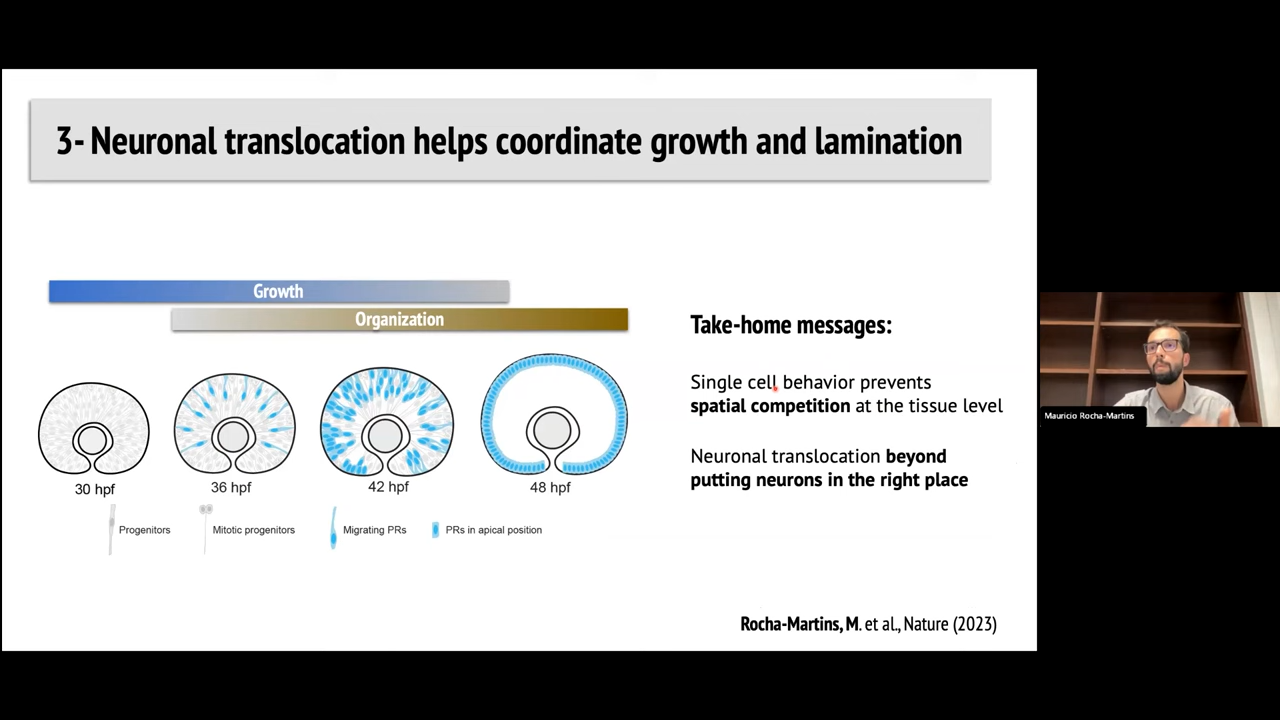 3- Neuronal translocation helps coordinate growth and lamination
Growth
Organization
30 hpf
36 hpf
42 hpf
48 hpf
Progenitors
Mitotic progenitors
Migrating PRs
PRs in apical position
Take-home messages:
Single cell behavior prevents
spatial competition at the tissue level
Neuronal translocation beyond
putting neurons in the right place
Rocha-Martins, M. et al., Nature (2023)
Mauricio Rocha-Martins